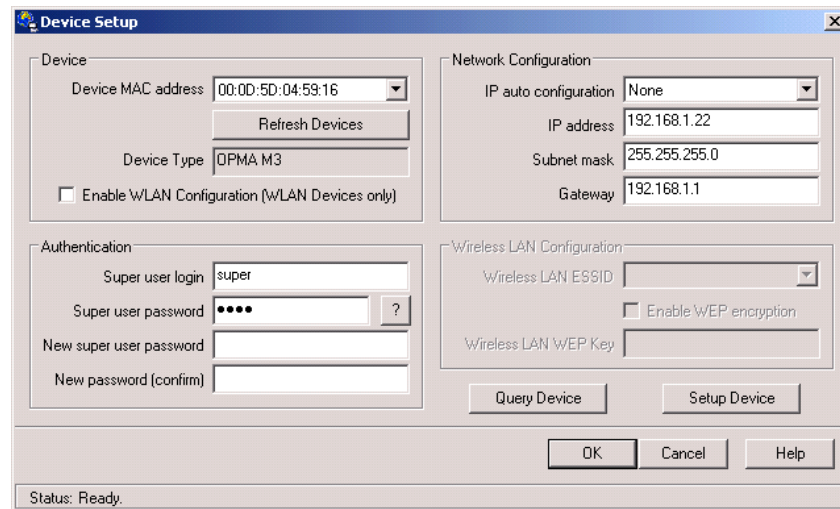 Device Setup
Device
Device MAC address 00:0D:5D:04:59:16
Refresh Devices
Device Type OPMA M3
Enable WLAN Configuration (WLAN Devices only)
Network Configuration
IP auto configuration None
IP address 192.168.1.22
Subnet mask 255.255.255.0
Gateway 192.168.1.1
Authentication
Super user login super
Super user password ●●●● ?
New super user password
New password (confirm)
Wireless LAN Configuration
Wireless LAN ESSID
Enable WEP encryption
Wireless LAN WEP Key
Query Device Setup Device
OK Cancel Help
Status: Ready.